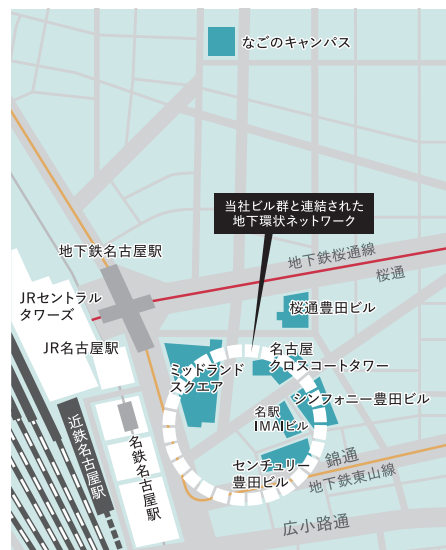 なごのキャンパス
当社ビル群と連結された
地下環状ネットワーク
地下鉄名古屋駅
地下鉄桜通線
桜通
JRセントラル
タワーズ
桜通豊田ビル
JR名古屋駅
名古屋
クロスコートタワー
ミッドランド
スクエア
シンフォニー豊田ビル
名駅
IMAIビル
近鉄名古屋駅
名鉄名古屋駅
センチュリー
豊田ビル
錦通
地下鉄東山線
広小路通